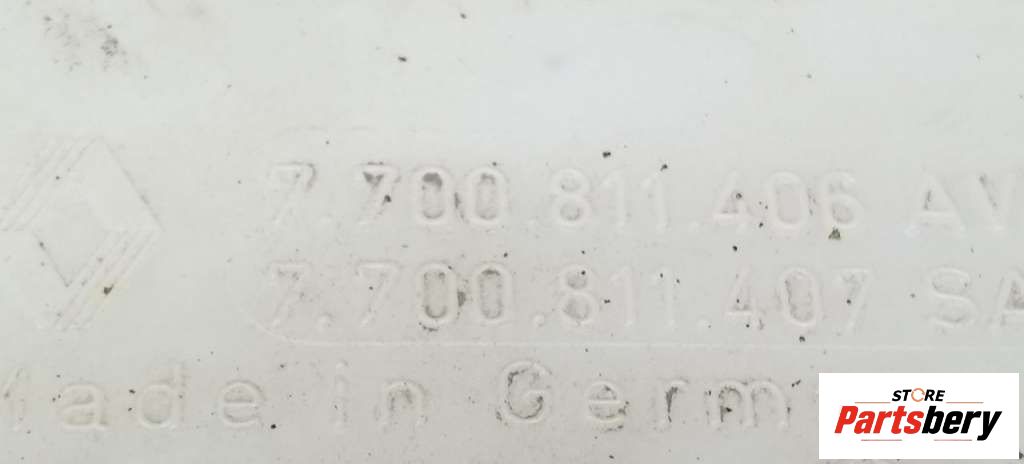 7.700.811.406 AV
7.700.811.407 SA
Made in Germ
STORE
Partsbery